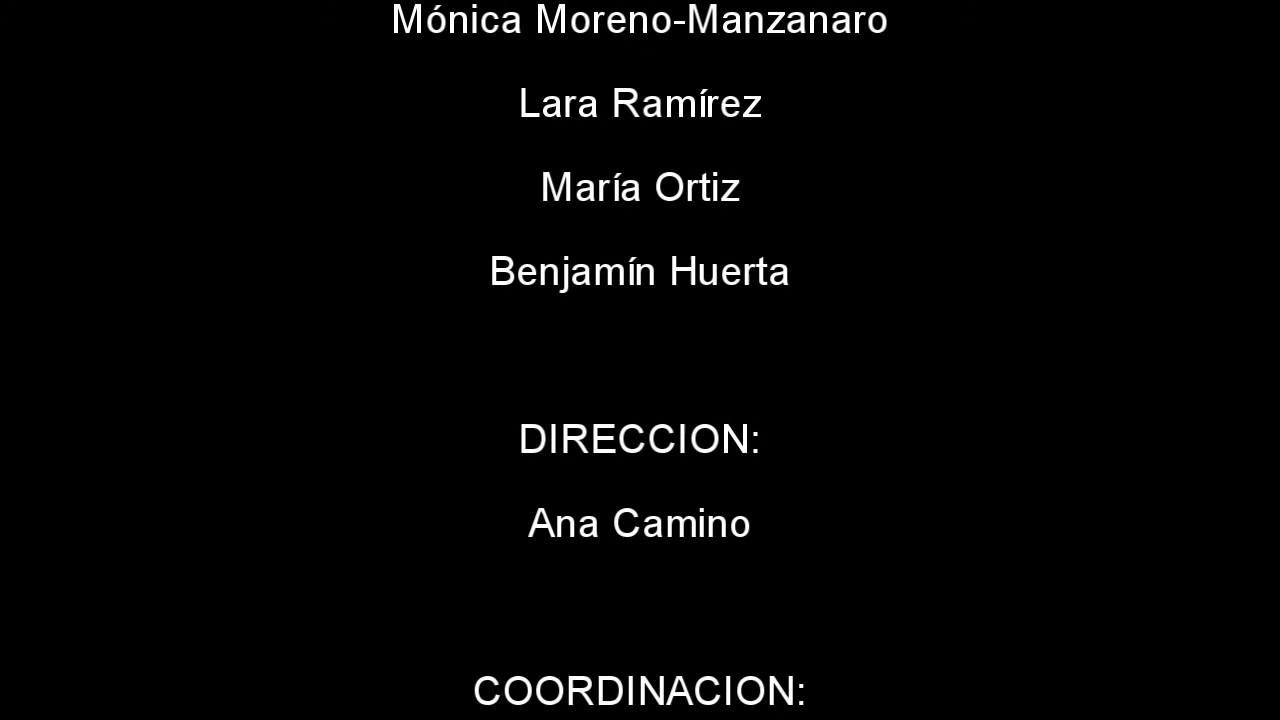 Mónica Moreno-Manzanaro
Lara Ramírez
María Ortiz
Benjamín Huerta
DIRECCION:
Ana Camino
COORDINACION: